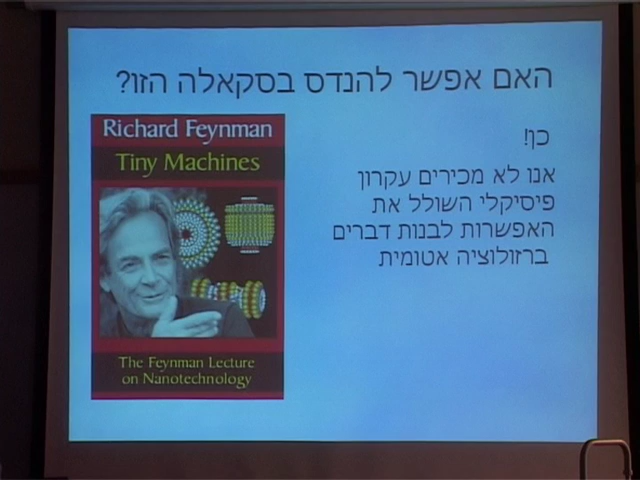 האם אפשר להנדס בסקאלה הזו?
כן!
אנו לא מכירים עקרון
פיסיקלי השולל את
האפשרות לבנות דברים
ברזולוציה אטומית
Richard Feynman
Tiny Machines
The Feynman Lecture
on Nanotechnology